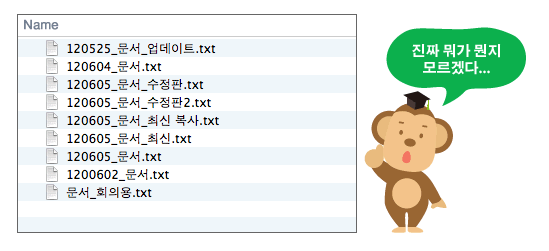 Name
120525_문서_업데이트.txt
120604_문서.txt
120605_문서_수정판.txt
120605_문서_수정판2.txt
120605_문서_최신 복사.txt
120605_문서_최신.txt
120605_문서.txt
1200602_문서.txt
문서_회의용.txt
진짜 뭐가 뭔지
모르겠다...